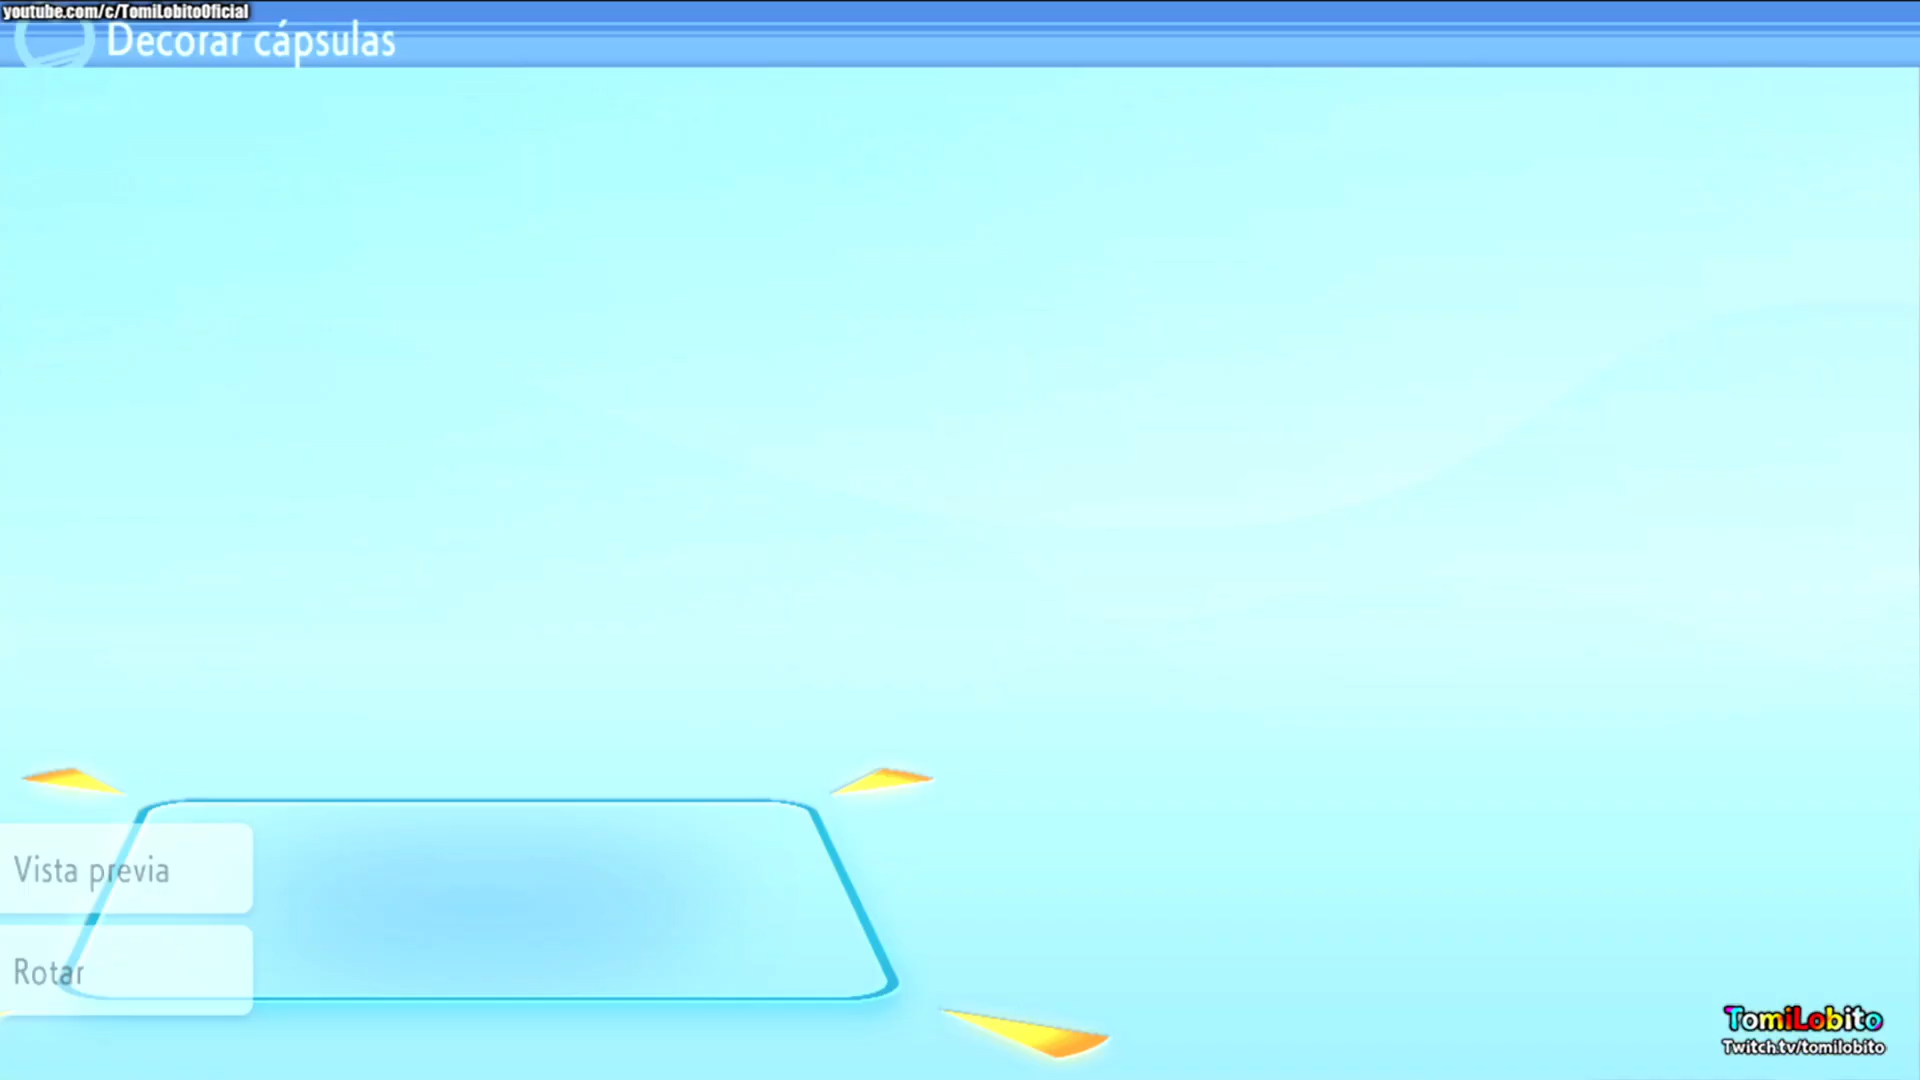 youtube.com/c/TomiLobitoOficial
Decorar cápsulas
Vista previa
Rotar
TomiLobito
Twitch.tv/tomilobito